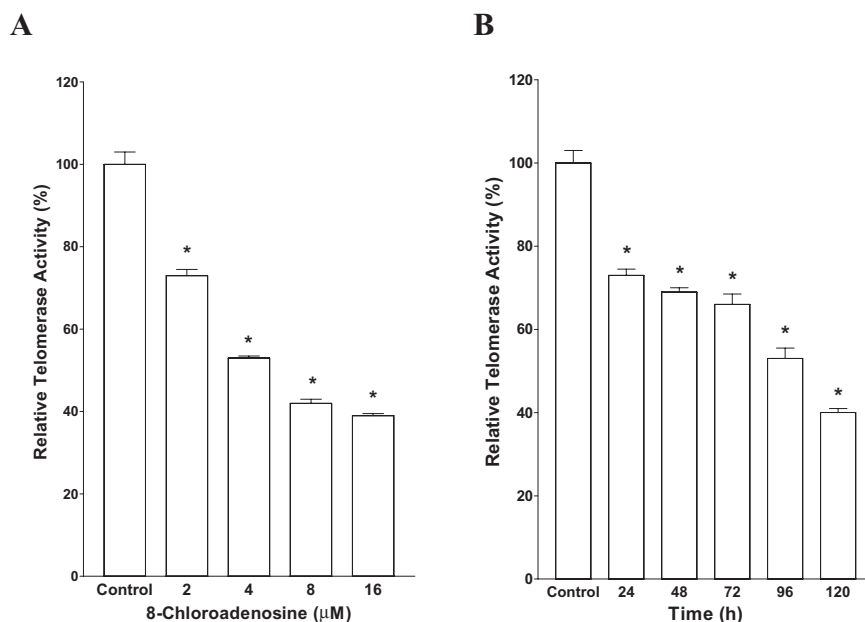 A
Relative Telomerase Activity (%)
120
100
80
60
40
20
0
*
*
*
*
Control 2 4 8 16
8-Chloroadenosine (μM)
B
Relative Telomerase Activity (%)
120
100
80
60
40
20
0
*
*
*
*
*
Control 24 48 72 96 120
Time (h)